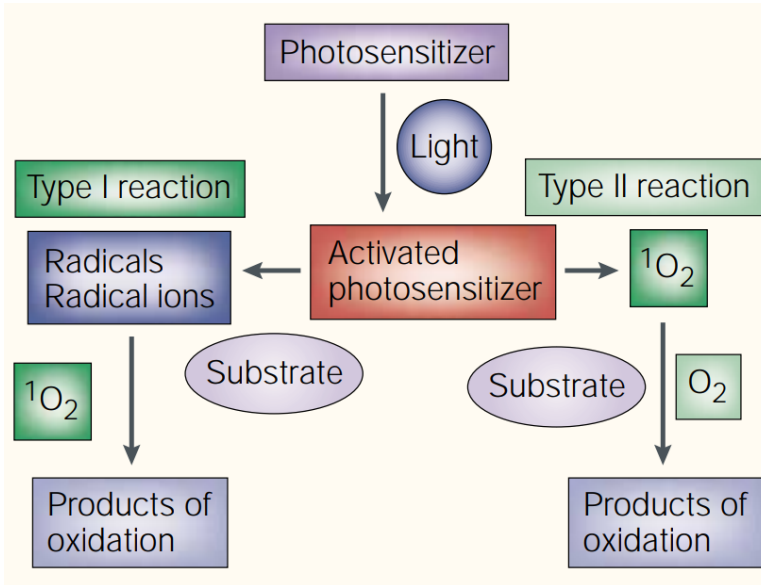 Photosensitizer
Light
Type I reaction
Type II reaction
Radicals
Radical ions
Activated
photosensitizer
¹O₂
Substrate
Substrate
¹O₂
O₂
Products of
oxidation
Products of
oxidation